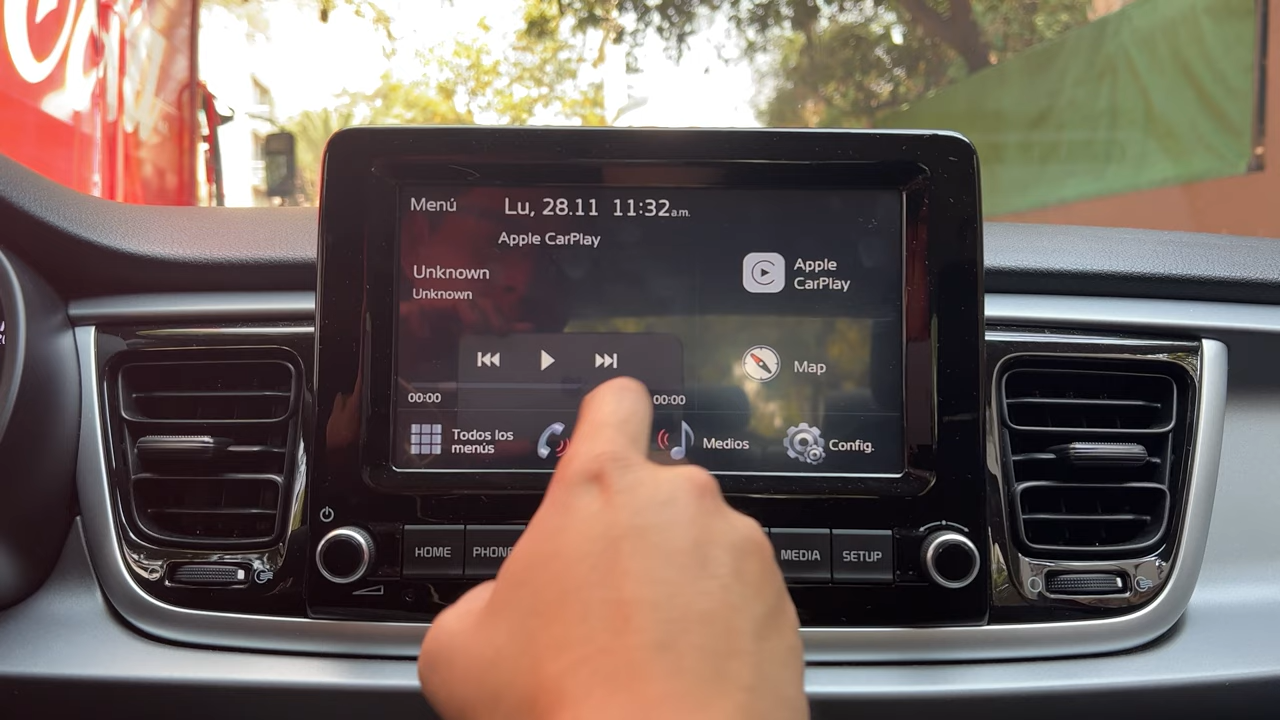 Menú
Lu, 28.11 11:32 a.m.
Apple CarPlay
Unknown
Unknown
Apple
CarPlay
Map
00:00
00:00
Todos los
menús
Medios
Config.
HOME
PHONE
MEDIA
SETUP